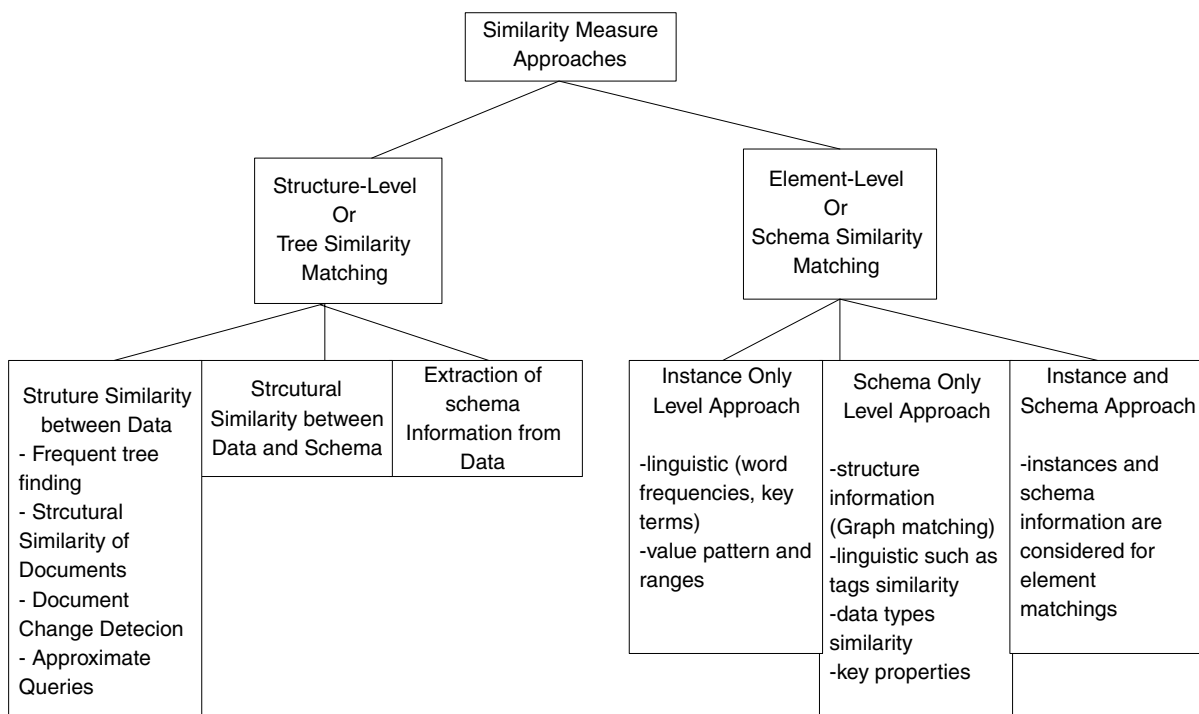 Similarity Measure
Approaches
Structure-Level
Or
Tree Similarity
Matching
Element-Level
Or
Schema Similarity
Matching
Struture Similarity
between Data
- Frequent tree
finding
- Strcutural
Similarity of
Documents
- Document
Change Detecion
- Approximate
Queries
Strcutural
Similarity between
Data and Schema
Extraction of
schema
Information from
Data
Instance Only
Level Approach
-linguistic (word
frequencies, key
terms)
-value pattern and
ranges
Schema Only
Level Approach
-structure
information
(Graph matching)
-linguistic such as
tags similarity
-data types
similarity
-key properties
Instance and
Schema Approach
-instances and
schema
information are
considered for
element
matchings